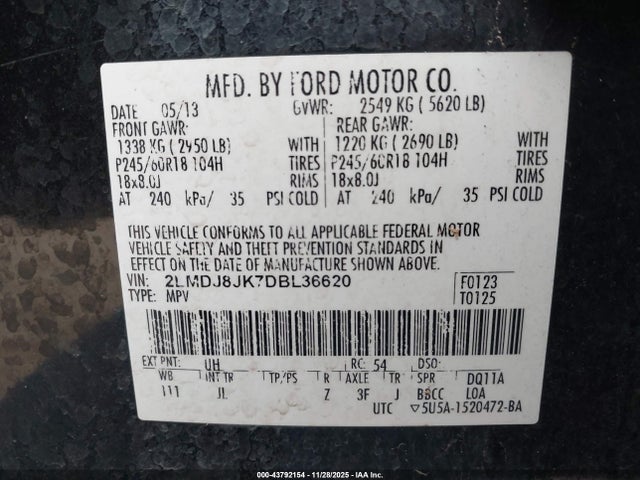 MFD. BY FORD MOTOR CO.
DATE 05/13 GVWR: 2549 KG ( 5620 LB)
FRONT GAWR: REAR GAWR:
1338 KG ( 2950 LB) WITH 1220 KG ( 2690 LB) WITH
P245/60R18 104H TIRES P245/60R18 104H TIRES
18x8.0J RIMS 18x8.0J RIMS
AT 240 kPa/ 35 PSI COLD AT 240 kPa/ 35 PSI COLD
THIS VEHICLE CONFORMS TO ALL APPLICABLE FEDERAL MOTOR
VEHICLE SAFETY AND THEFT PREVENTION STANDARDS IN
EFFECT ON THE DATE OF MANUFACTURE SHOWN ABOVE.
VIN: 2LMDJ8JK7DBL36620 F0123
TYPE: MPV T0125
EXT PNT: UH RC: 54 DSO:
WB INT TR TP/PS R AXLE TR SPR DQ11A
111 JL Z 3F J BBCC LOA
UTC ▽5U5A-1520472-BA
000-43792154 | 11/28/2025 | IAA Inc.